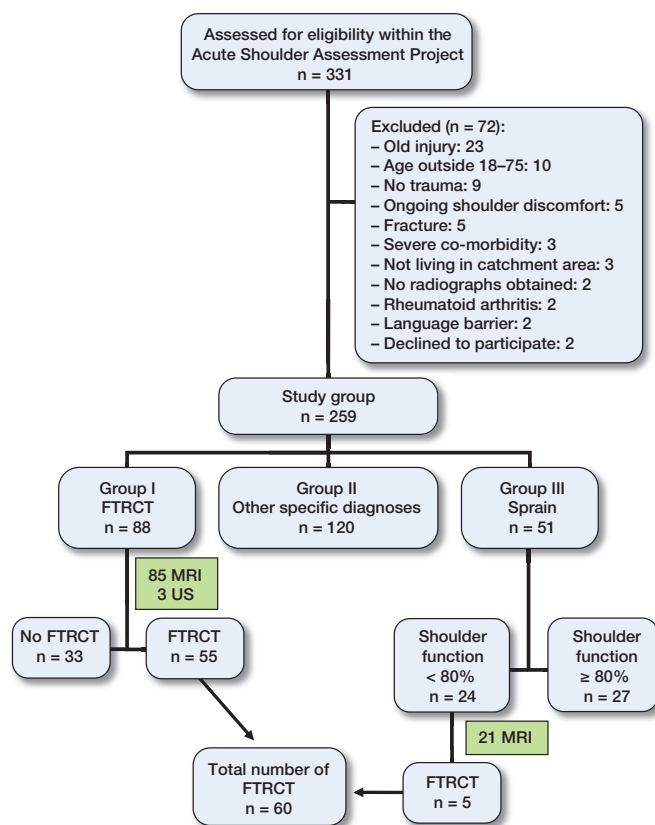 Assessed for eligibility within the
Acute Shoulder Assessment Project
n = 331
Excluded (n = 72):
– Old injury: 23
– Age outside 18–75: 10
– No trauma: 9
– Ongoing shoulder discomfort: 5
– Fracture: 5
– Severe co-morbidity: 3
– Not living in catchment area: 3
– No radiographs obtained: 2
– Rheumatoid arthritis: 2
– Language barrier: 2
– Declined to participate: 2
Study group
n = 259
Group I
FTRCT
n = 88
Group II
Other specific diagnoses
n = 120
Group III
Sprain
n = 51
85 MRI
3 US
No FTRCT
n = 33
FTRCT
n = 55
Shoulder
function
< 80%
n = 24
Shoulder
function
≥ 80%
n = 27
21 MRI
Total number of
FTRCT
n = 60
FTRCT
n = 5